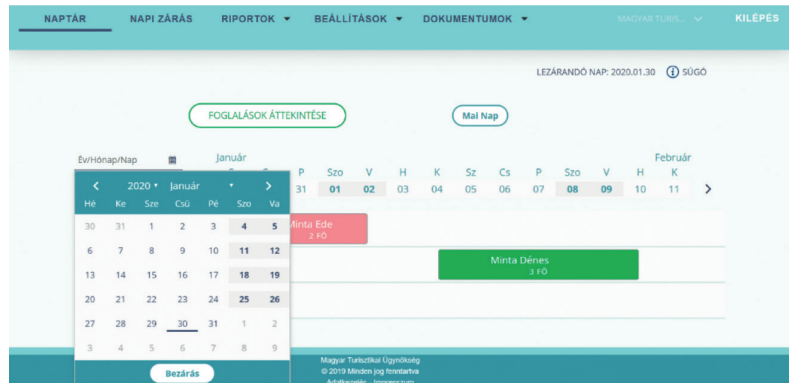 NAPTÁR NAPI ZÁRÁS RIPORTOK BEÁLLÍTÁSOK DOKUMENTUMOK MAGYAR TURIS... KILÉPÉS
LEZÁRANDÓ NAP: 2020.01.30 SÚGÓ
FOGLALÁSOK ÁTTEKINTÉSE Mai Nap
Év/Hónap/Nap Január Február
P Szo V H K Sz Cs P Szo V H K
31 01 02 03 04 05 06 07 08 09 10 11
2020 Január
Hé Ke Sze Csü Pé Szo Va
30 31 1 2 3 4 5
6 7 8 9 10 11 12
13 14 15 16 17 18 19
20 21 22 23 24 25 26
27 28 29 30 31 1 2
3 4 5 6 7 8 9
Bezárás
Minta Ede
2 FŐ
Minta Dénes
3 FŐ
Magyar Turisztikai Ügynökség
© 2019 Minden jog fenntartva
Adatkezelés Impresszum